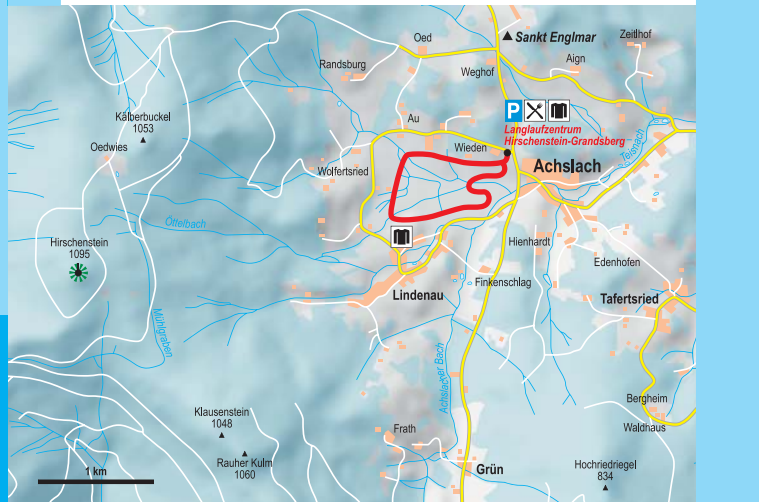 Oed
Sankt Englmar
Zeitlhof
Randsburg
Aign
Weghof
Kälberbuckel
1053
P
Au
Langlaufzentrum
Hirschenstein-Grandsberg
Oedwies
Wieden
Teisnach
Wolfertsried
Achslach
Ottelbach
Hirschenstein
1095
Hienhardt
Edenhofen
Finkenschlag
Lindenau
Tafertsried
Mühlgraben
Achslacher Bach
Klausenstein
1048
Bergheim
Waldhaus
Frath
Rauher Kulm
1060
Grün
Hochriedriegel
834
1 km